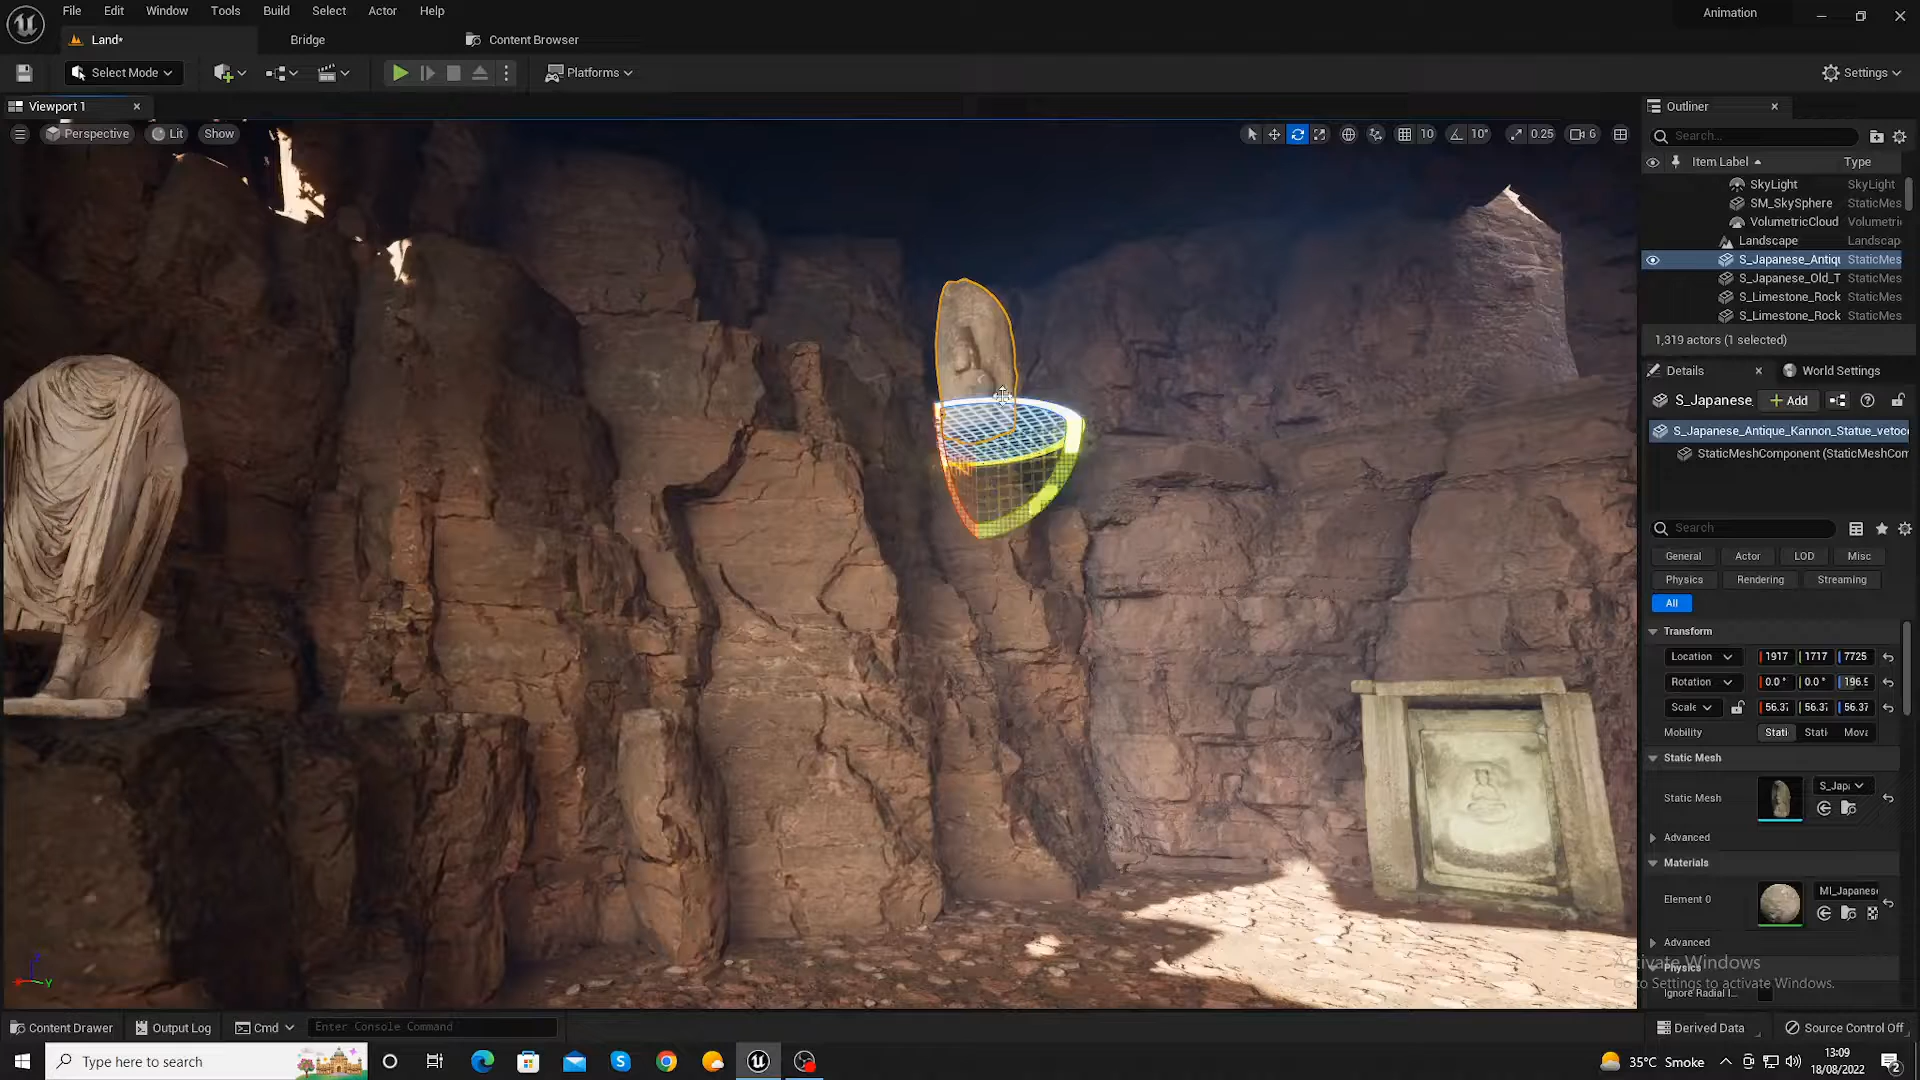 File Edit Window Tools Build Select Actor Help
Animation
Land*
Bridge
Content Browser
Select Mode
Platforms
Settings
Viewport 1
Outliner
Perspective
Lit
Show
10
10°
0.25
6
Search...
Item Label
Type
SkyLight SkyLight
SM_SkySphere StaticMes
VolumetricCloud Volumetri
Landscape Landscap
S_Japanese_Antiqu StaticMes
S_Japanese_Old_T StaticMes
S_Limestone_Rock StaticMes
S_Limestone_Rock StaticMes
1,319 actors (1 selected)
Details
World Settings
S_Japanese_
Add
S_Japanese_Antique_Kannon_Statue_vetoc
StaticMeshComponent (StaticMeshCom
Search
General Actor LOD Misc
Physics Rendering Streaming
All
Transform
Location 1917 1717 7725
Rotation 0.0° 0.0° 196.9
Scale 56.37 56.37 56.37
Mobility Stati Stati Mova
Static Mesh
Static Mesh
S_Japa
Advanced
Materials
Element 0
MI_Japanese
Advanced
Activate Windows
Physics
Go to Settings to activate Windows.
Ignore Radial I...
Content Drawer
Output Log
Cmd
Enter Console Command
Derived Data
Source Control Off
Type here to search
35°C Smoke
13:09
18/08/2022
2
Y